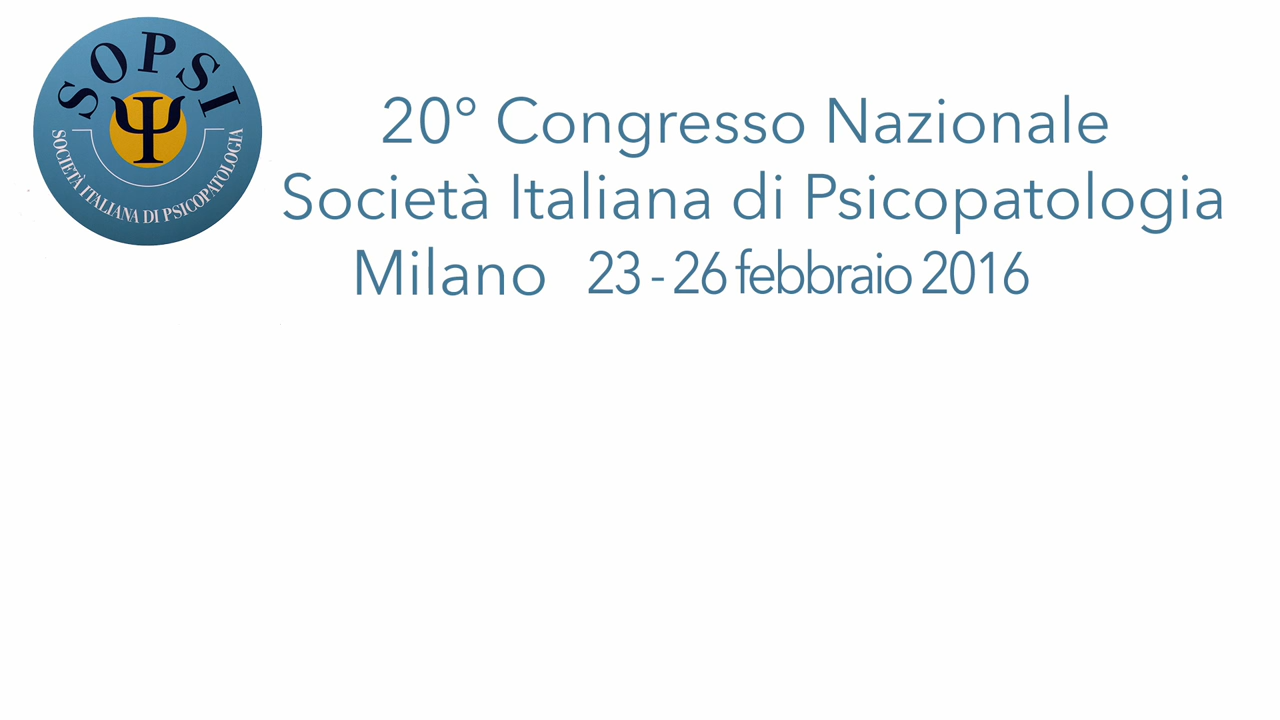 SOPSI
Ψ
SOCIETÀ ITALIANA DI PSICOPATOLOGIA
20° Congresso Nazionale
Società Italiana di Psicopatologia
Milano 23 - 26 febbraio 2016